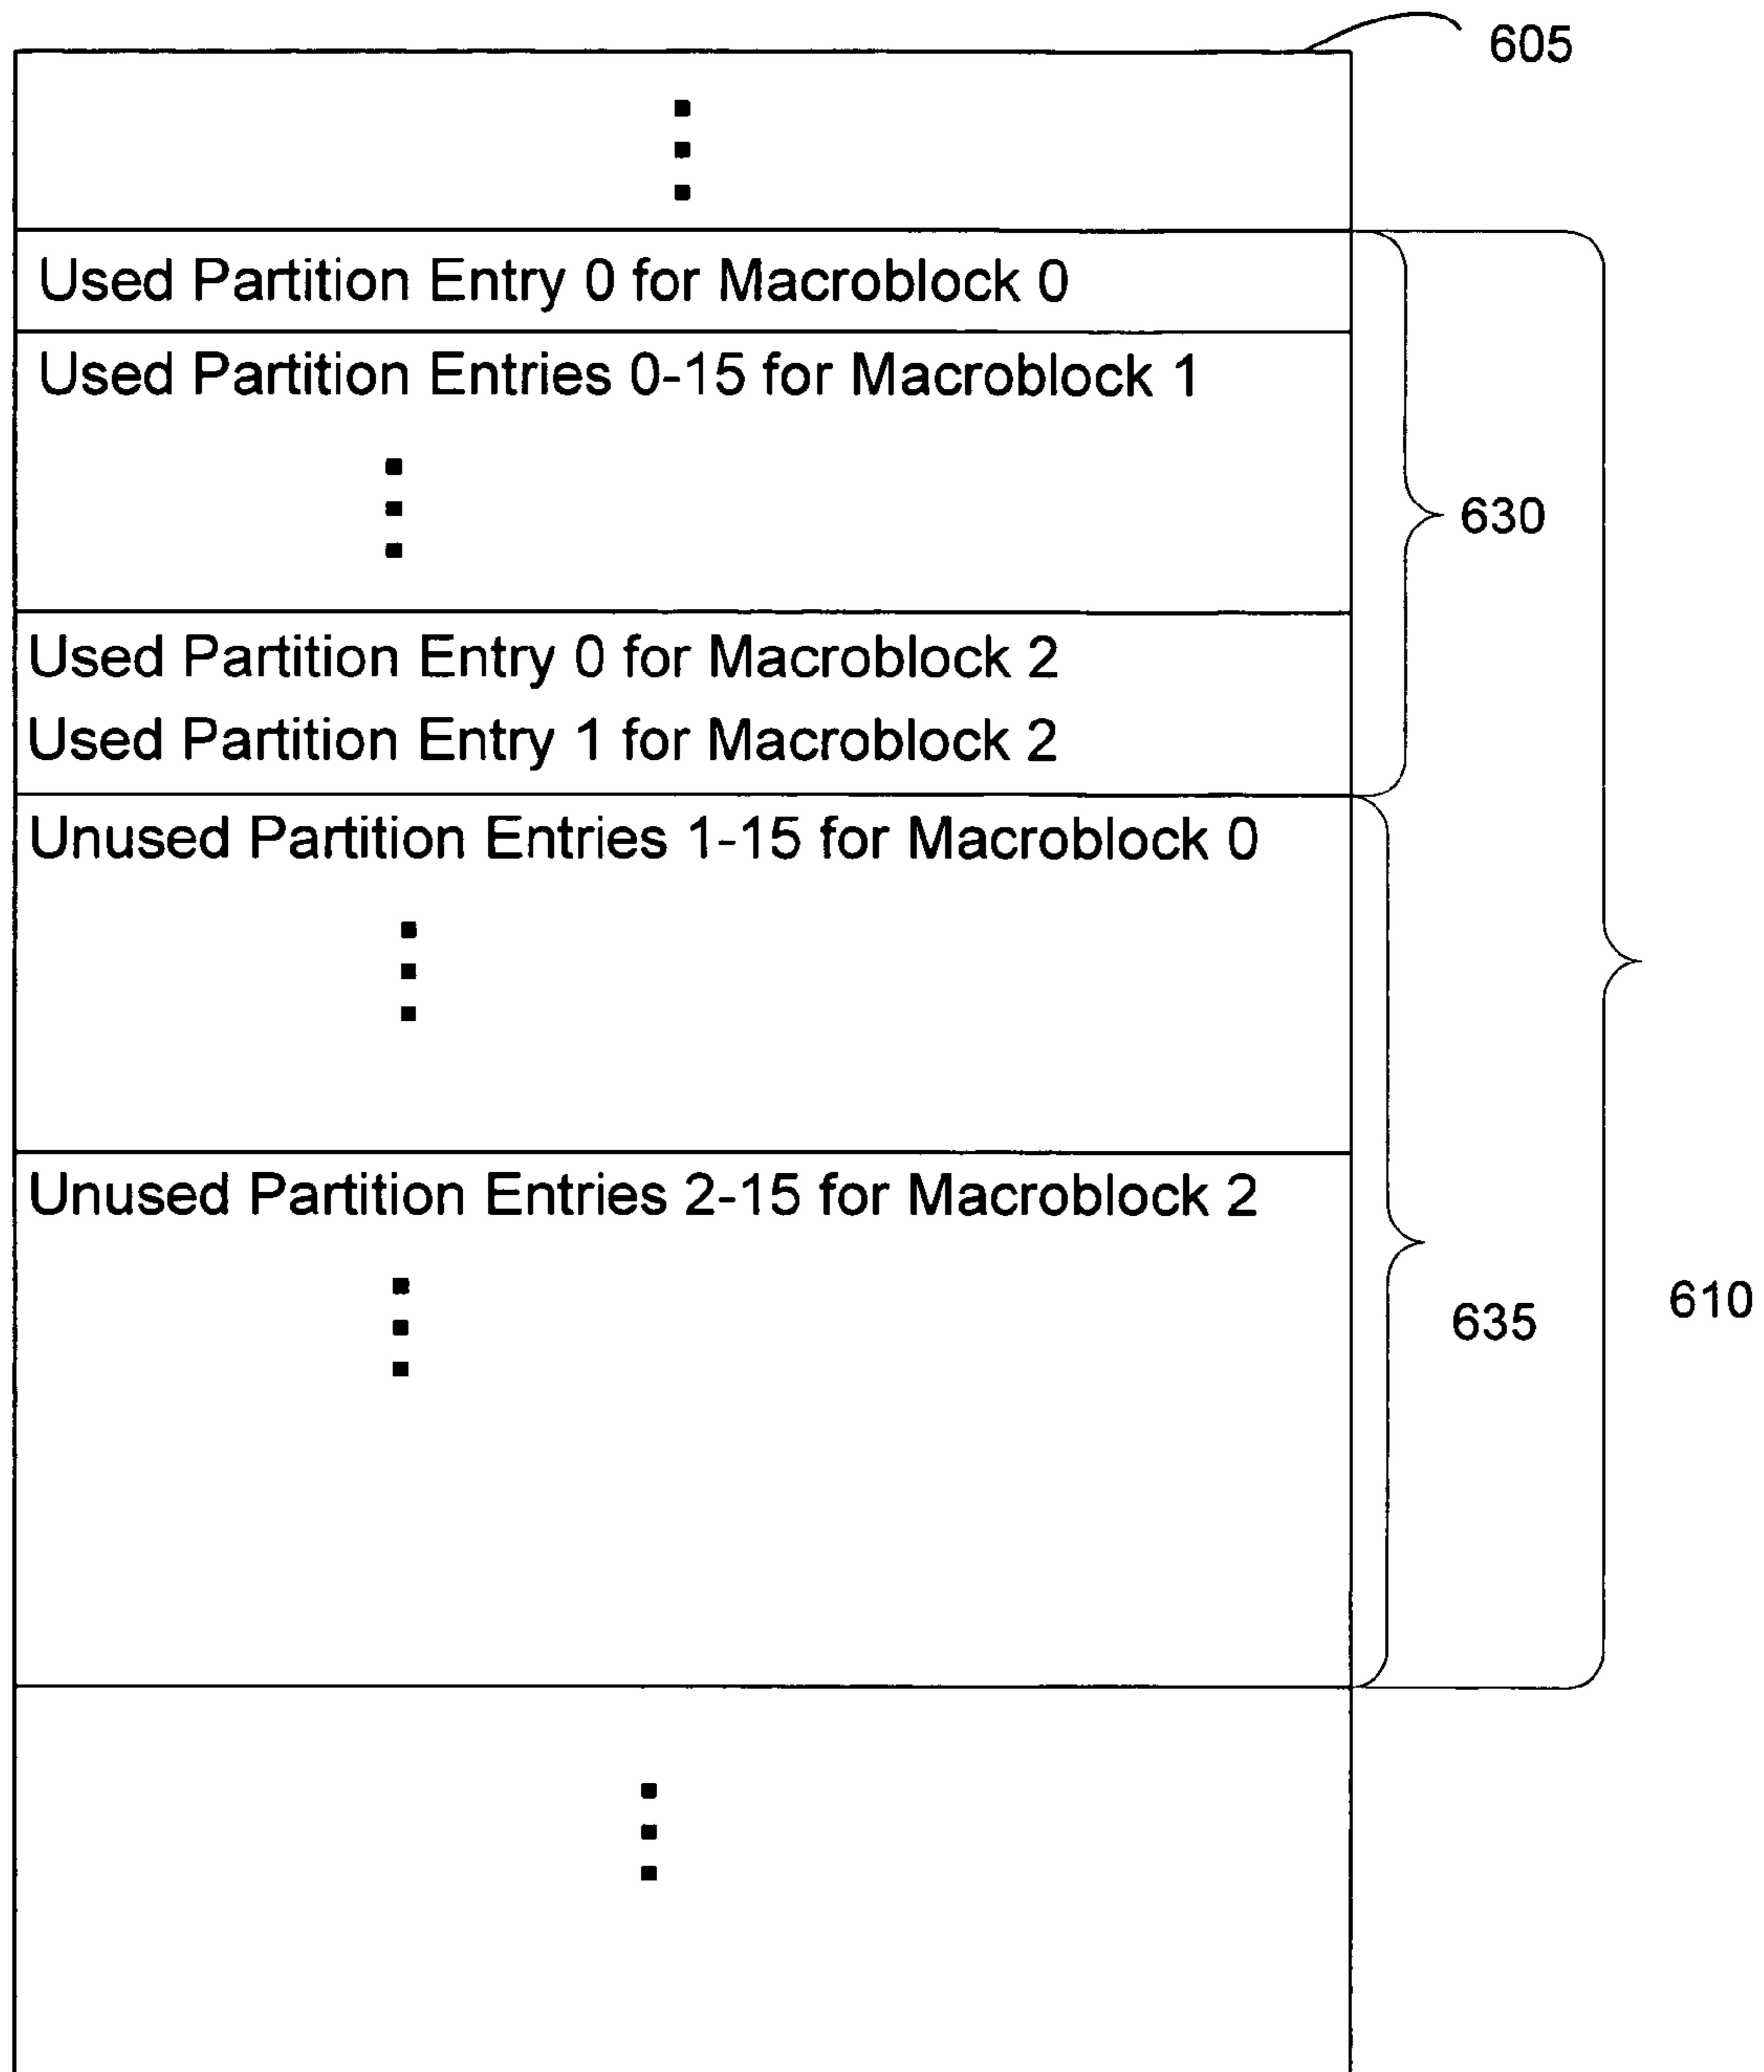 605
Used Partition Entry 0 for Macroblock 0
Used Partition Entries 0-15 for Macroblock 1
630
Used Partition Entry 0 for Macroblock 2
Used Partition Entry 1 for Macroblock 2
Unused Partition Entries 1-15 for Macroblock 0
Unused Partition Entries 2-15 for Macroblock 2
610
635